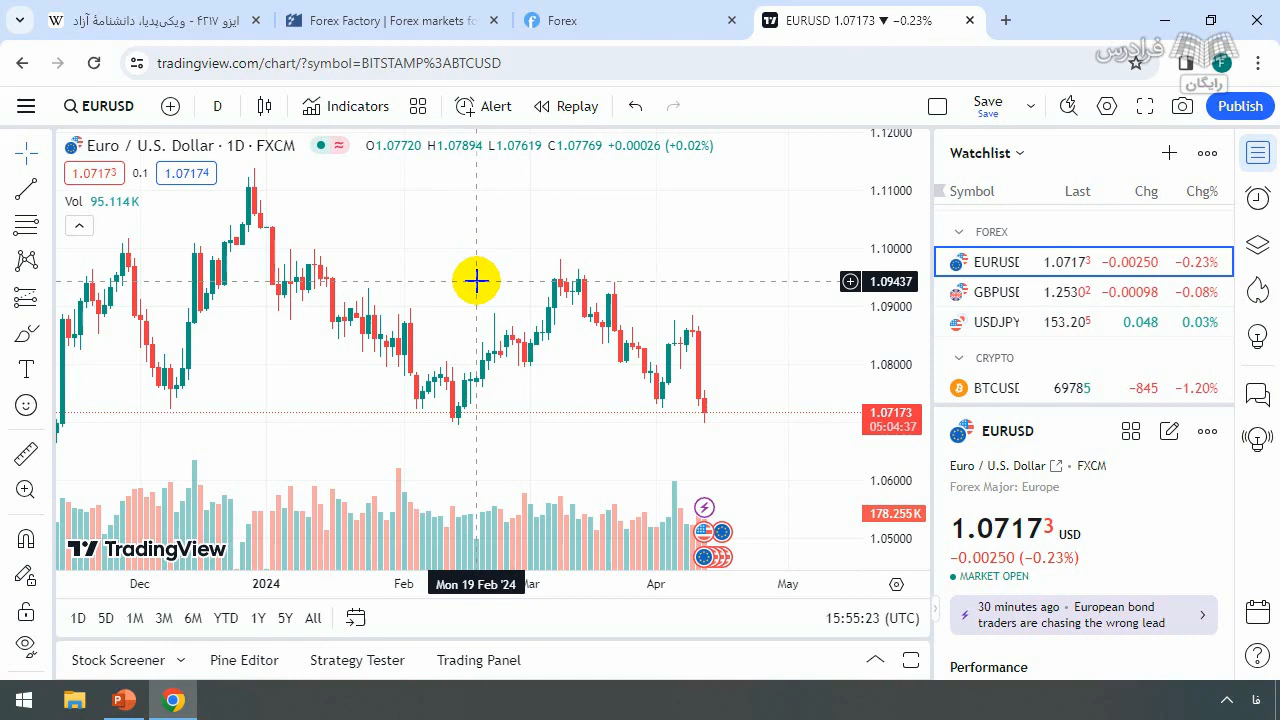 ایزو ۴۲۱۷ - ویکی‌پدیا، دانشنامهٔ آزاد
Forex Factory | Forex markets fo
Forex
EURUSD 1.07173 ▼ −0.23%
tradingview.com/chart/?symbol=BITSTAMP%3ABTCUSD
فرادرس
رایگان
EURUSD
D
Indicators
Alert
Replay
Save
Save
Publish
Euro / U.S. Dollar · 1D · FXCM
O1.07720 H1.07894 L1.07619 C1.07769 +0.00026 (+0.02%)
1.07173
0.1
1.07174
Vol 95.114K
1.12000
1.11000
1.10000
1.09437
1.09000
1.08000
1.07173
05:04:37
1.06000
178.255K
1.05000
TradingView
Dec
2024
Feb
Mon 19 Feb '24
Mar
Apr
May
1D 5D 1M 3M 6M YTD 1Y 5Y All
15:55:23 (UTC)
Stock Screener
Pine Editor
Strategy Tester
Trading Panel
Watchlist
Symbol Last Chg Chg%
FOREX
EURUSD 1.07173 −0.00250 −0.23%
GBPUSD 1.25302 −0.00098 −0.08%
USDJPY 153.205 0.048 0.03%
CRYPTO
BTCUSD 69785 −845 −1.20%
EURUSD
Euro / U.S. Dollar · FXCM
Forex Major: Europe
1.07173 USD
−0.00250 (−0.23%)
MARKET OPEN
30 minutes ago · European bond
traders are chasing the wrong lead
Performance
فا